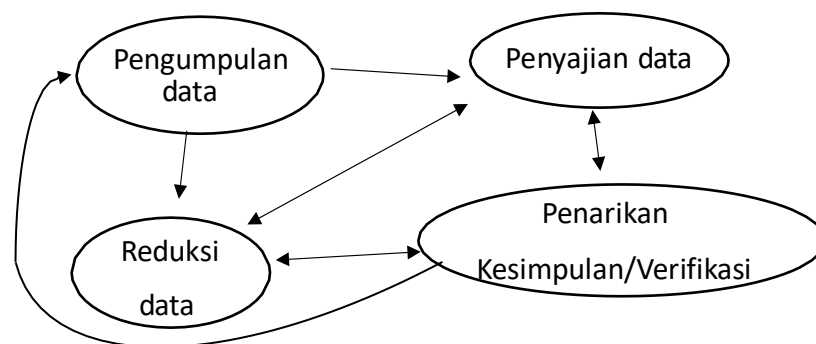 Pengumpulan
data
Penyajian data
Reduksi
data
Penarikan
Kesimpulan/Verifikasi